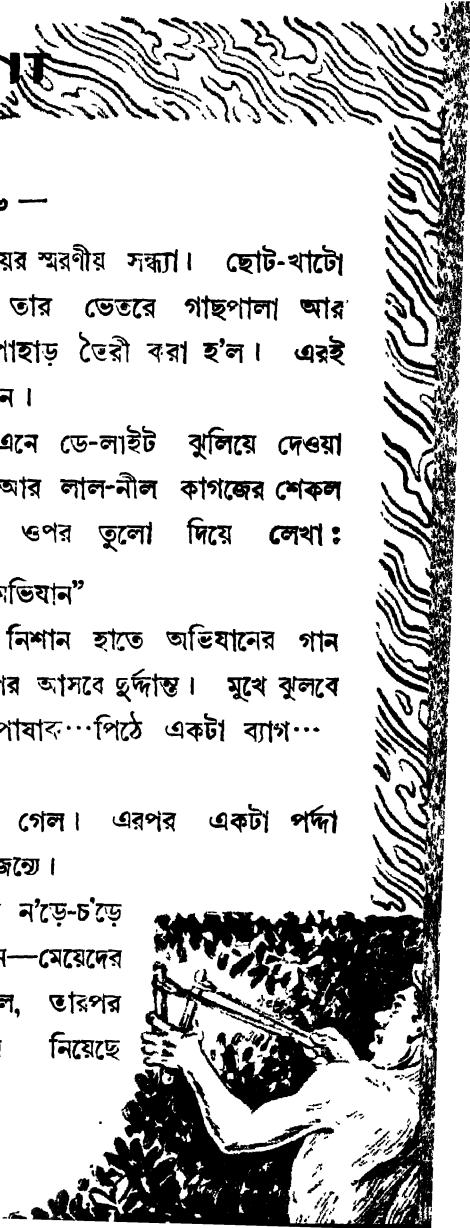 স্মরণীয় সন্ধ্যা। ছোট-খাটো
তার ভেতরে গাছপালা আর
পাহাড় তৈরী করা হ'ল। এরই
এনে ডে-লাইট ঝুলিয়ে দেওয়া
আর লাল-নীল কাগজের শেকল
ওপর তুলো দিয়ে লেখা :
অভিযান”
নিশান হাতে অভিযানের গান
আসবে দুর্দ্দান্ত। মুখে ঝুলবে
পোষাক···পিঠে একটা ব্যাগ···
গেল। এরপর একটা পর্দ্দা
জন্যে।
ন'ড়ে-চ'ড়ে
—মেয়েদের
তারপর
নিয়েছে